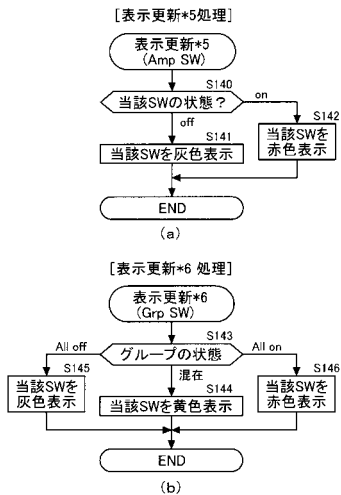 [表示更新*5処理]
表示更新*5
(Amp SW)
S140
当該SWの状態？
on
off
S142
S141
当該SWを
赤色表示
当該SWを灰色表示
END
(a)
[表示更新*6 処理]
表示更新*6
(Grp SW)
S143
All off
グループの状態
All on
S145
混在
S144
S146
当該SWを
灰色表示
当該SWを黄色表示
当該SWを
赤色表示
END
(b)